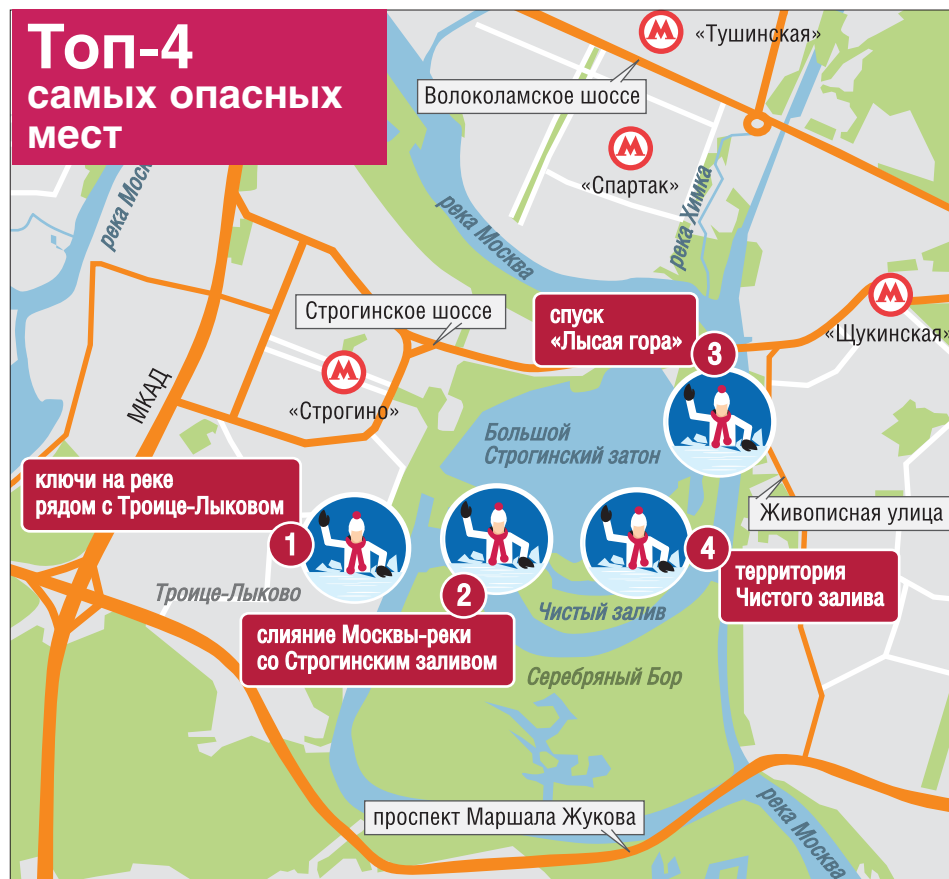 Топ-4
самых опасных
мест
«Тушинская»
Волоколамское шоссе
«Спартак»
река Москва
река Химка
река Моск
Строгинское шоссе
спуск
«Лысая гора»
3
«Щукинская»
МКАД
«Строгино»
Большой
Строгинский затон
ключи на реке
рядом с Троице-Лыковом
1
Живописная улица
4
территория
Чистого залива
Троице-Лыково
2
Чистый залив
слияние Москвы-реки
со Строгинским заливом
Серебряный Бор
проспект Маршала Жукова
река Москва